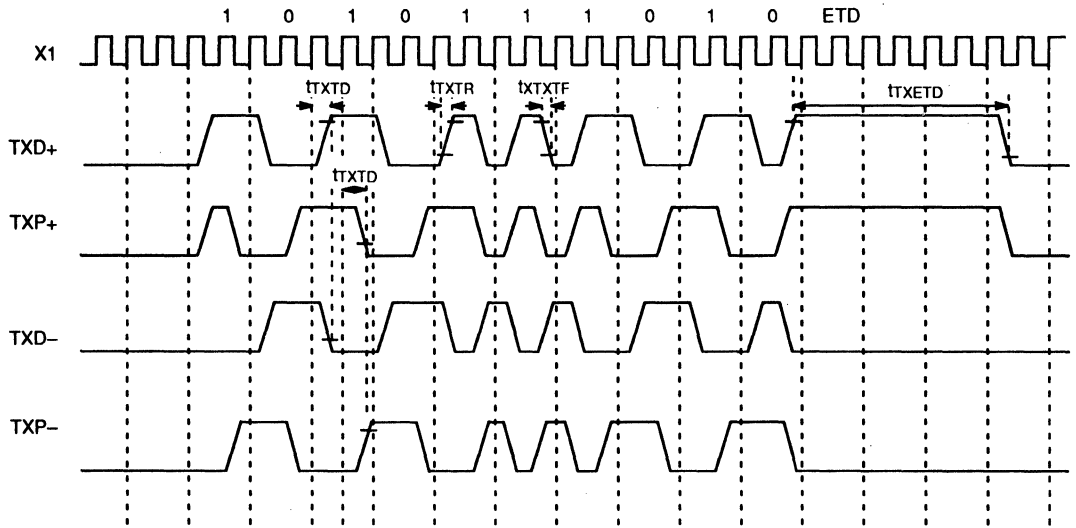 1 0 1 0 1 1 1 0 1 0 ETD
X1
tTXTD tTXTR tXTXTF tTXETD
TXD+
tTXTD
TXP+
TXD−
TXP−